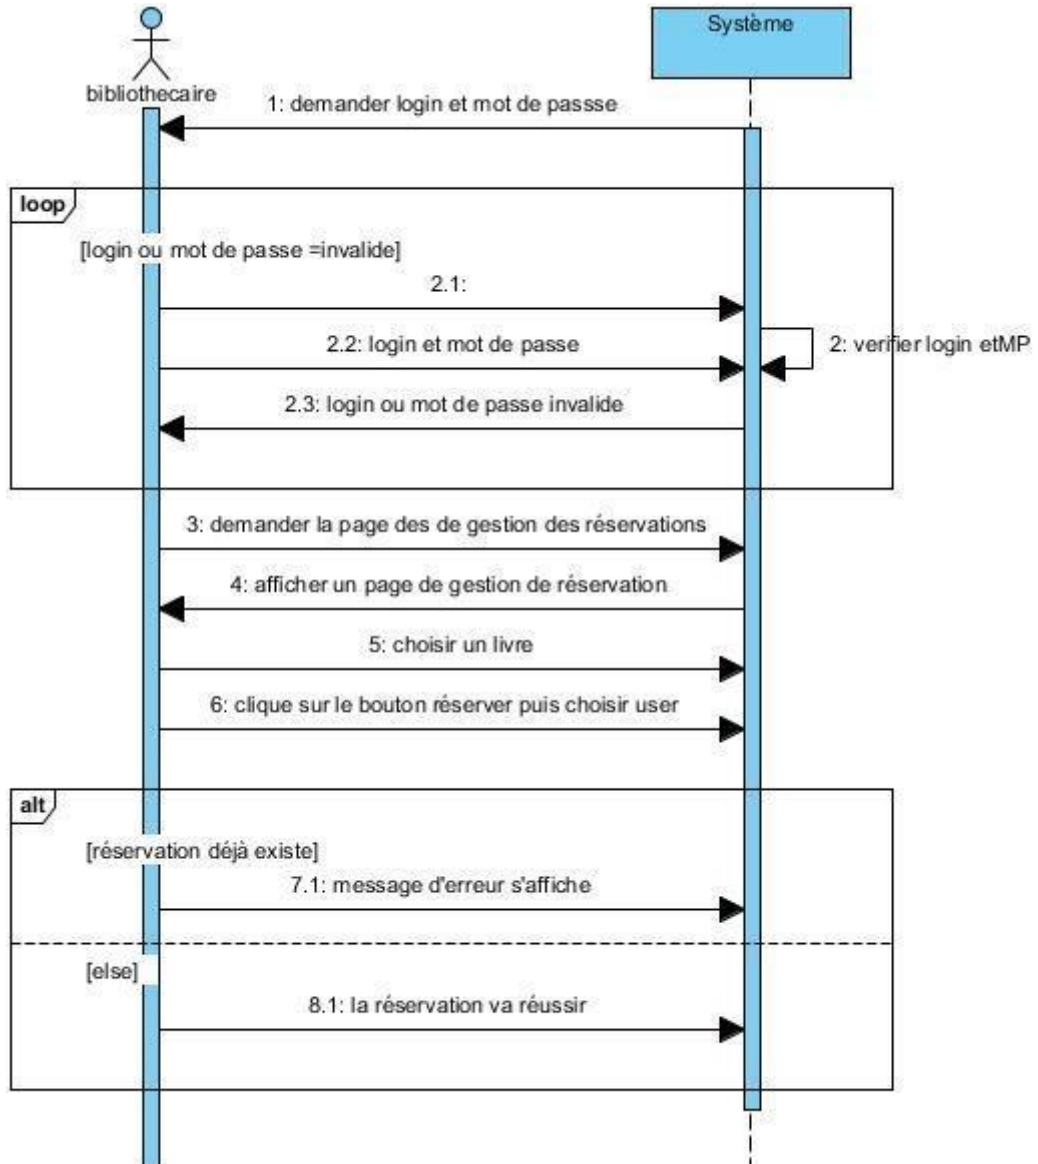 Système
bibliothecaire
1: demander login et mot de passse
loop
[login ou mot de passe =invalide]
2.1:
2.2: login et mot de passe
2: verifier login etMP
2.3: login ou mot de passe invalide
3: demander la page des de gestion des réservations
4: afficher un page de gestion de réservation
5: choisir un livre
6: clique sur le bouton réserver puis choisir user
alt
[réservation déjà existe]
7.1: message d'erreur s'affiche
[else]
8.1: la réservation va réussir